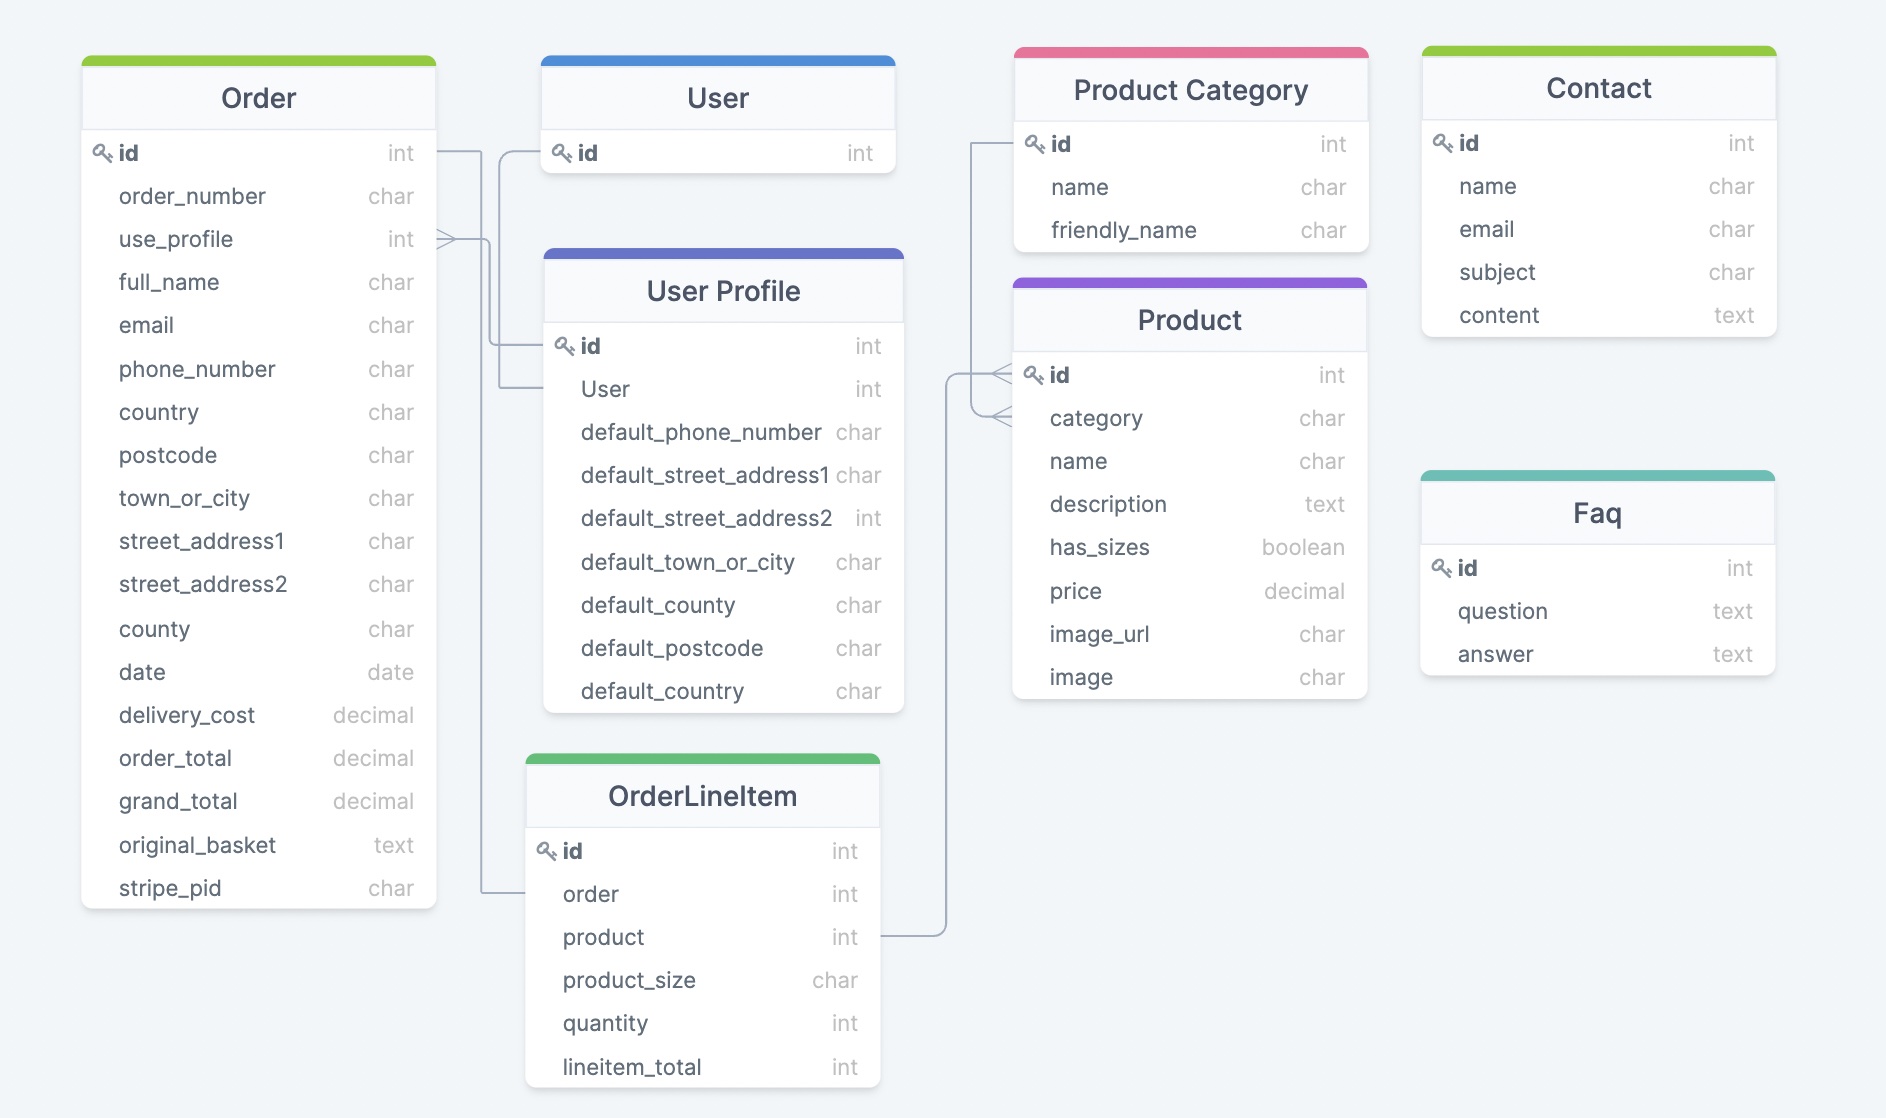 Order
id int
order_number char
use_profile int
full_name char
email char
phone_number char
country char
postcode char
town_or_city char
street_address1 char
street_address2 char
county char
date date
delivery_cost decimal
order_total decimal
grand_total decimal
original_basket text
stripe_pid char
User
id int
User Profile
id int
User int
default_phone_number char
default_street_address1 char
default_street_address2 int
default_town_or_city char
default_county char
default_postcode char
default_country char
OrderLineItem
id int
order int
product int
product_size char
quantity int
lineitem_total int
Product Category
id int
name char
friendly_name char
Product
id int
category char
name char
description text
has_sizes boolean
price decimal
image_url char
image char
Contact
id int
name char
email char
subject char
content text
Faq
id int
question text
answer text